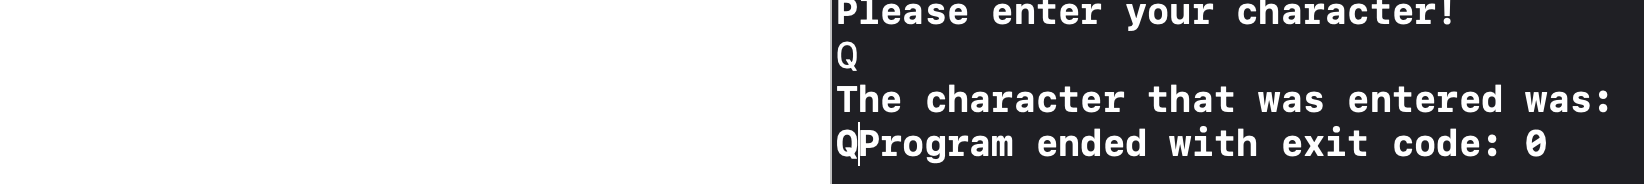 Please enter your character!
Q
The character that was entered was:
QProgram ended with exit code: 0